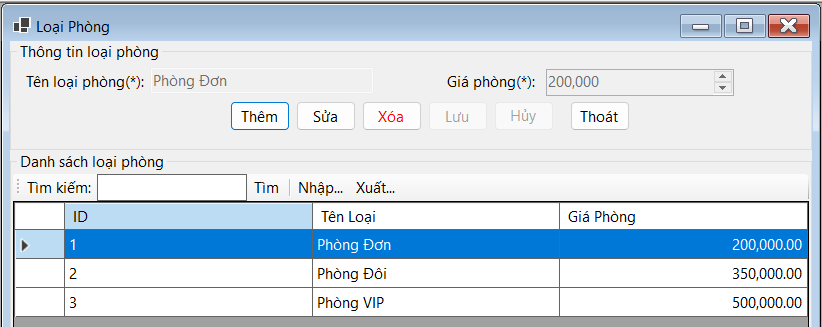 Loại Phòng
Thông tin loại phòng
Tên loại phòng(*): Phòng Đơn Giá phòng(*): 200,000
Thêm Sửa Xóa Lưu Hủy Thoát
Danh sách loại phòng
Tìm kiếm: Tìm Nhập... Xuất...
ID Tên Loại Giá Phòng
1 Phòng Đơn 200,000.00
2 Phòng Đôi 350,000.00
3 Phòng VIP 500,000.00